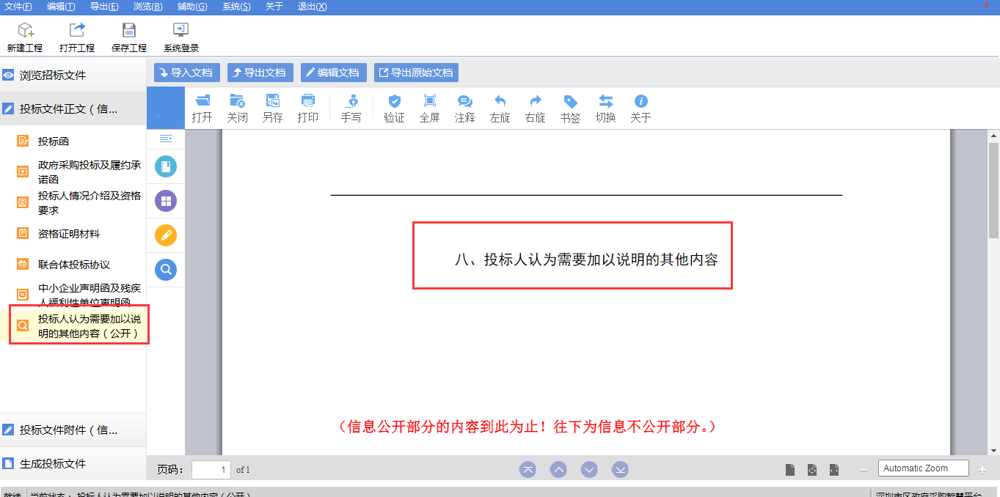 文件(F) 编辑(T) 导出(E) 浏览(B) 辅助(G) 系统(S) 关于 退出(X)
新建工程 打开工程 保存工程 系统登录
浏览招标文件
投标文件正文（信...
投标函
政府采购投标及履约承
诺函
投标人情况介绍及资格
要求
资格证明材料
联合体投标协议
中小企业声明函及残疾
人福利性单位声明函
投标人认为需要加以说
明的其他内容（公开）
投标文件附件（信...
生成投标文件
导入文档 导出文档 编辑文档 导出原始文档
打开 关闭 另存 打印 手写 验证 全屏 注释 左旋 右旋 书签 切换 关于
八、投标人认为需要加以说明的其他内容
（信息公开部分的内容到此为止！往下为信息不公开部分。）
页码： 1 of 1 Automatic Zoom
就绪 当前状态： 投标人认为需要加以说明的其他内容（公开） 深圳市区政府采购智慧平台